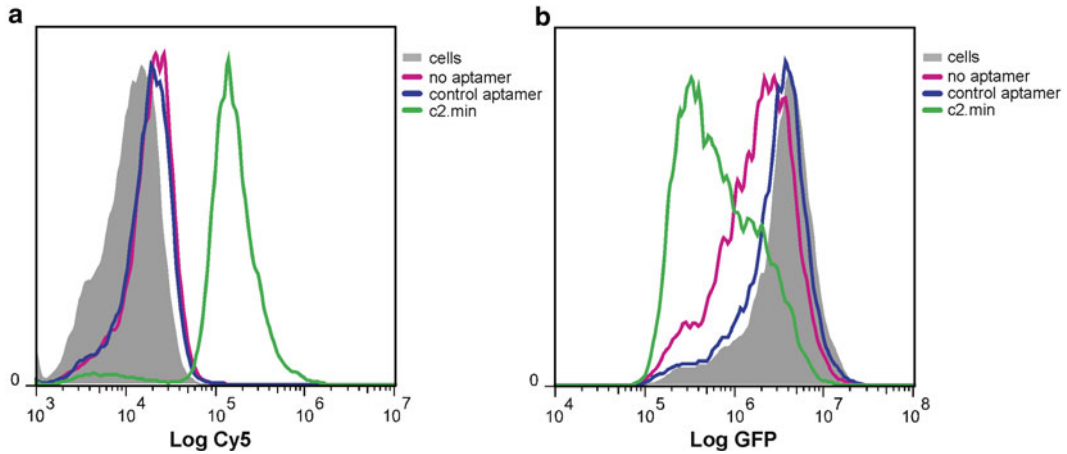 a
cells
no aptamer
control aptamer
c2.min
0
10^3 10^4 10^5 10^6 10^7
Log Cy5
b
cells
no aptamer
control aptamer
c2.min
0
10^4 10^5 10^6 10^7 10^8
Log GFP